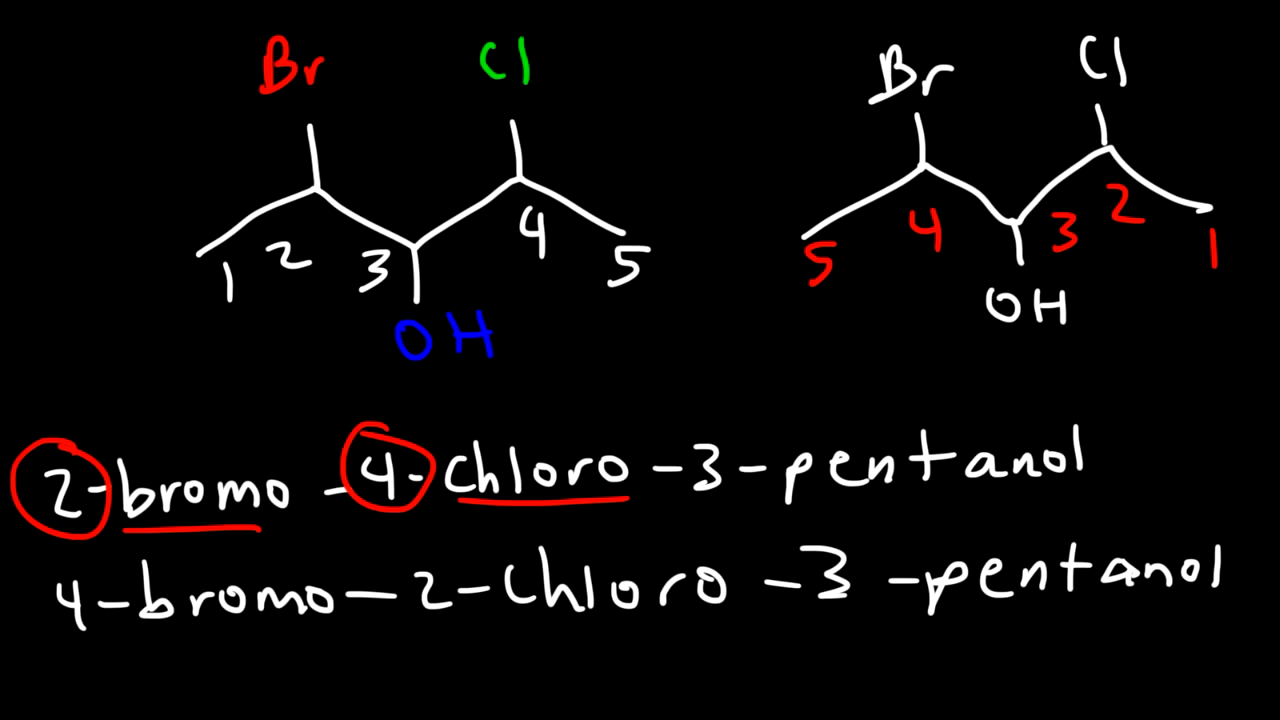 Br Cl Br Cl
1 2 3 4 5 5 4 3 2 1
OH OH
2-bromo-4-chloro-3-pentanol
4-bromo-2-chloro-3-pentanol